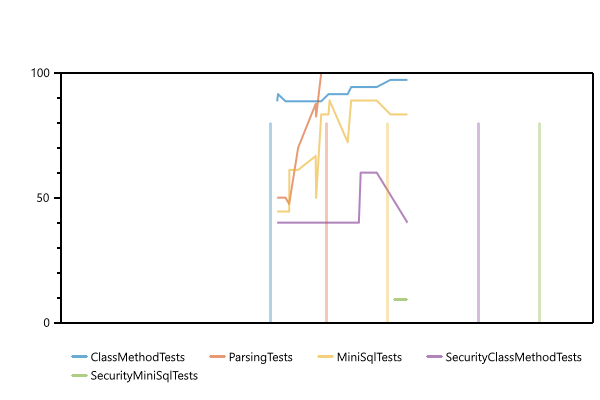 100
50
0
ClassMethodTests ParsingTests MiniSqlTests SecurityClassMethodTests
SecurityMiniSqlTests